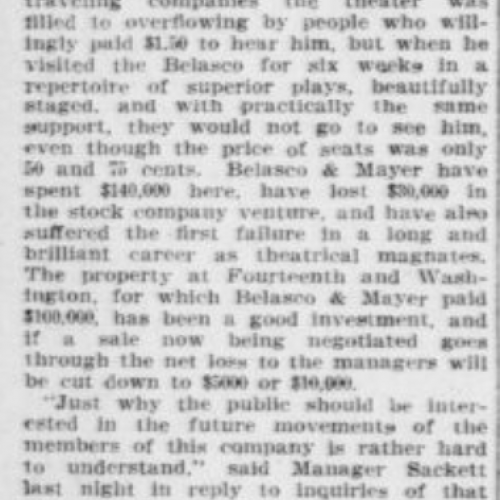 traveling companies the theater was
filled to overflowing by people who will-
ingly paid $1.50 to hear him, but when he
visited the Belasco for six weeks in a
repertoire of superior plays, beautifully
staged, and with practically the same
support, they would not go to see him,
even though the price of seats was only
50 and 75 cents. Belasco & Mayer have
spent $140,000 here, have lost $30,000 in
the stock company venture, and have also
suffered the first failure in a long and
brilliant career as theatrical magnates.
The property at Fourteenth and Wash-
ington, for which Belasco & Mayer paid
$100,000, has been a good investment, and
if a sale now being negotiated goes
through the net loss to the managers will
be cut down to $5000 or $10,000.
"Just why the public should be inter-
ested in the future movements of the
members of this company is rather hard
to understand," said Manager Sackett
last night in reply to inquiries of that